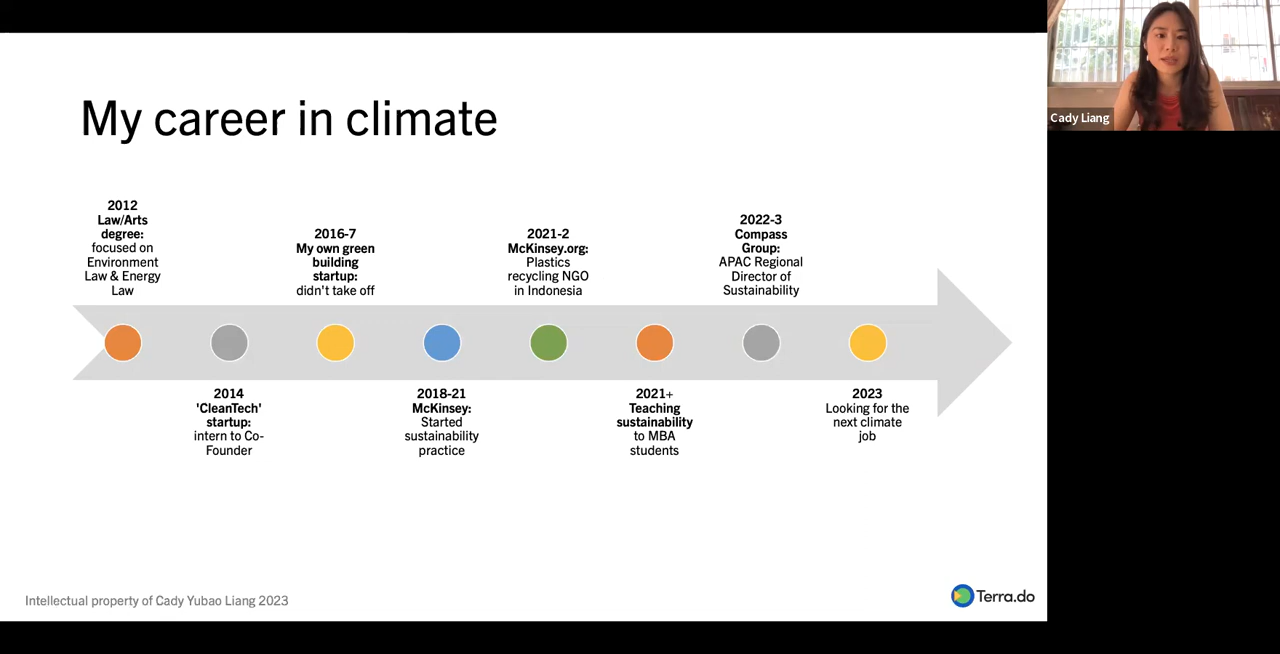 My career in climate
2012
Law/Arts
degree:
focused on
Environment
Law & Energy
Law
2014
'CleanTech'
startup:
intern to Co-
Founder
2016-7
My own green
building
startup:
didn't take off
2018-21
McKinsey:
Started
sustainability
practice
2021-2
McKinsey.org:
Plastics
recycling NGO
in Indonesia
2021+
Teaching
sustainability
to MBA
students
2022-3
Compass
Group:
APAC Regional
Director of
Sustainability
2023
Looking for the
next climate
job
Intellectual property of Cady Yubao Liang 2023
Terra.do
Cady Liang